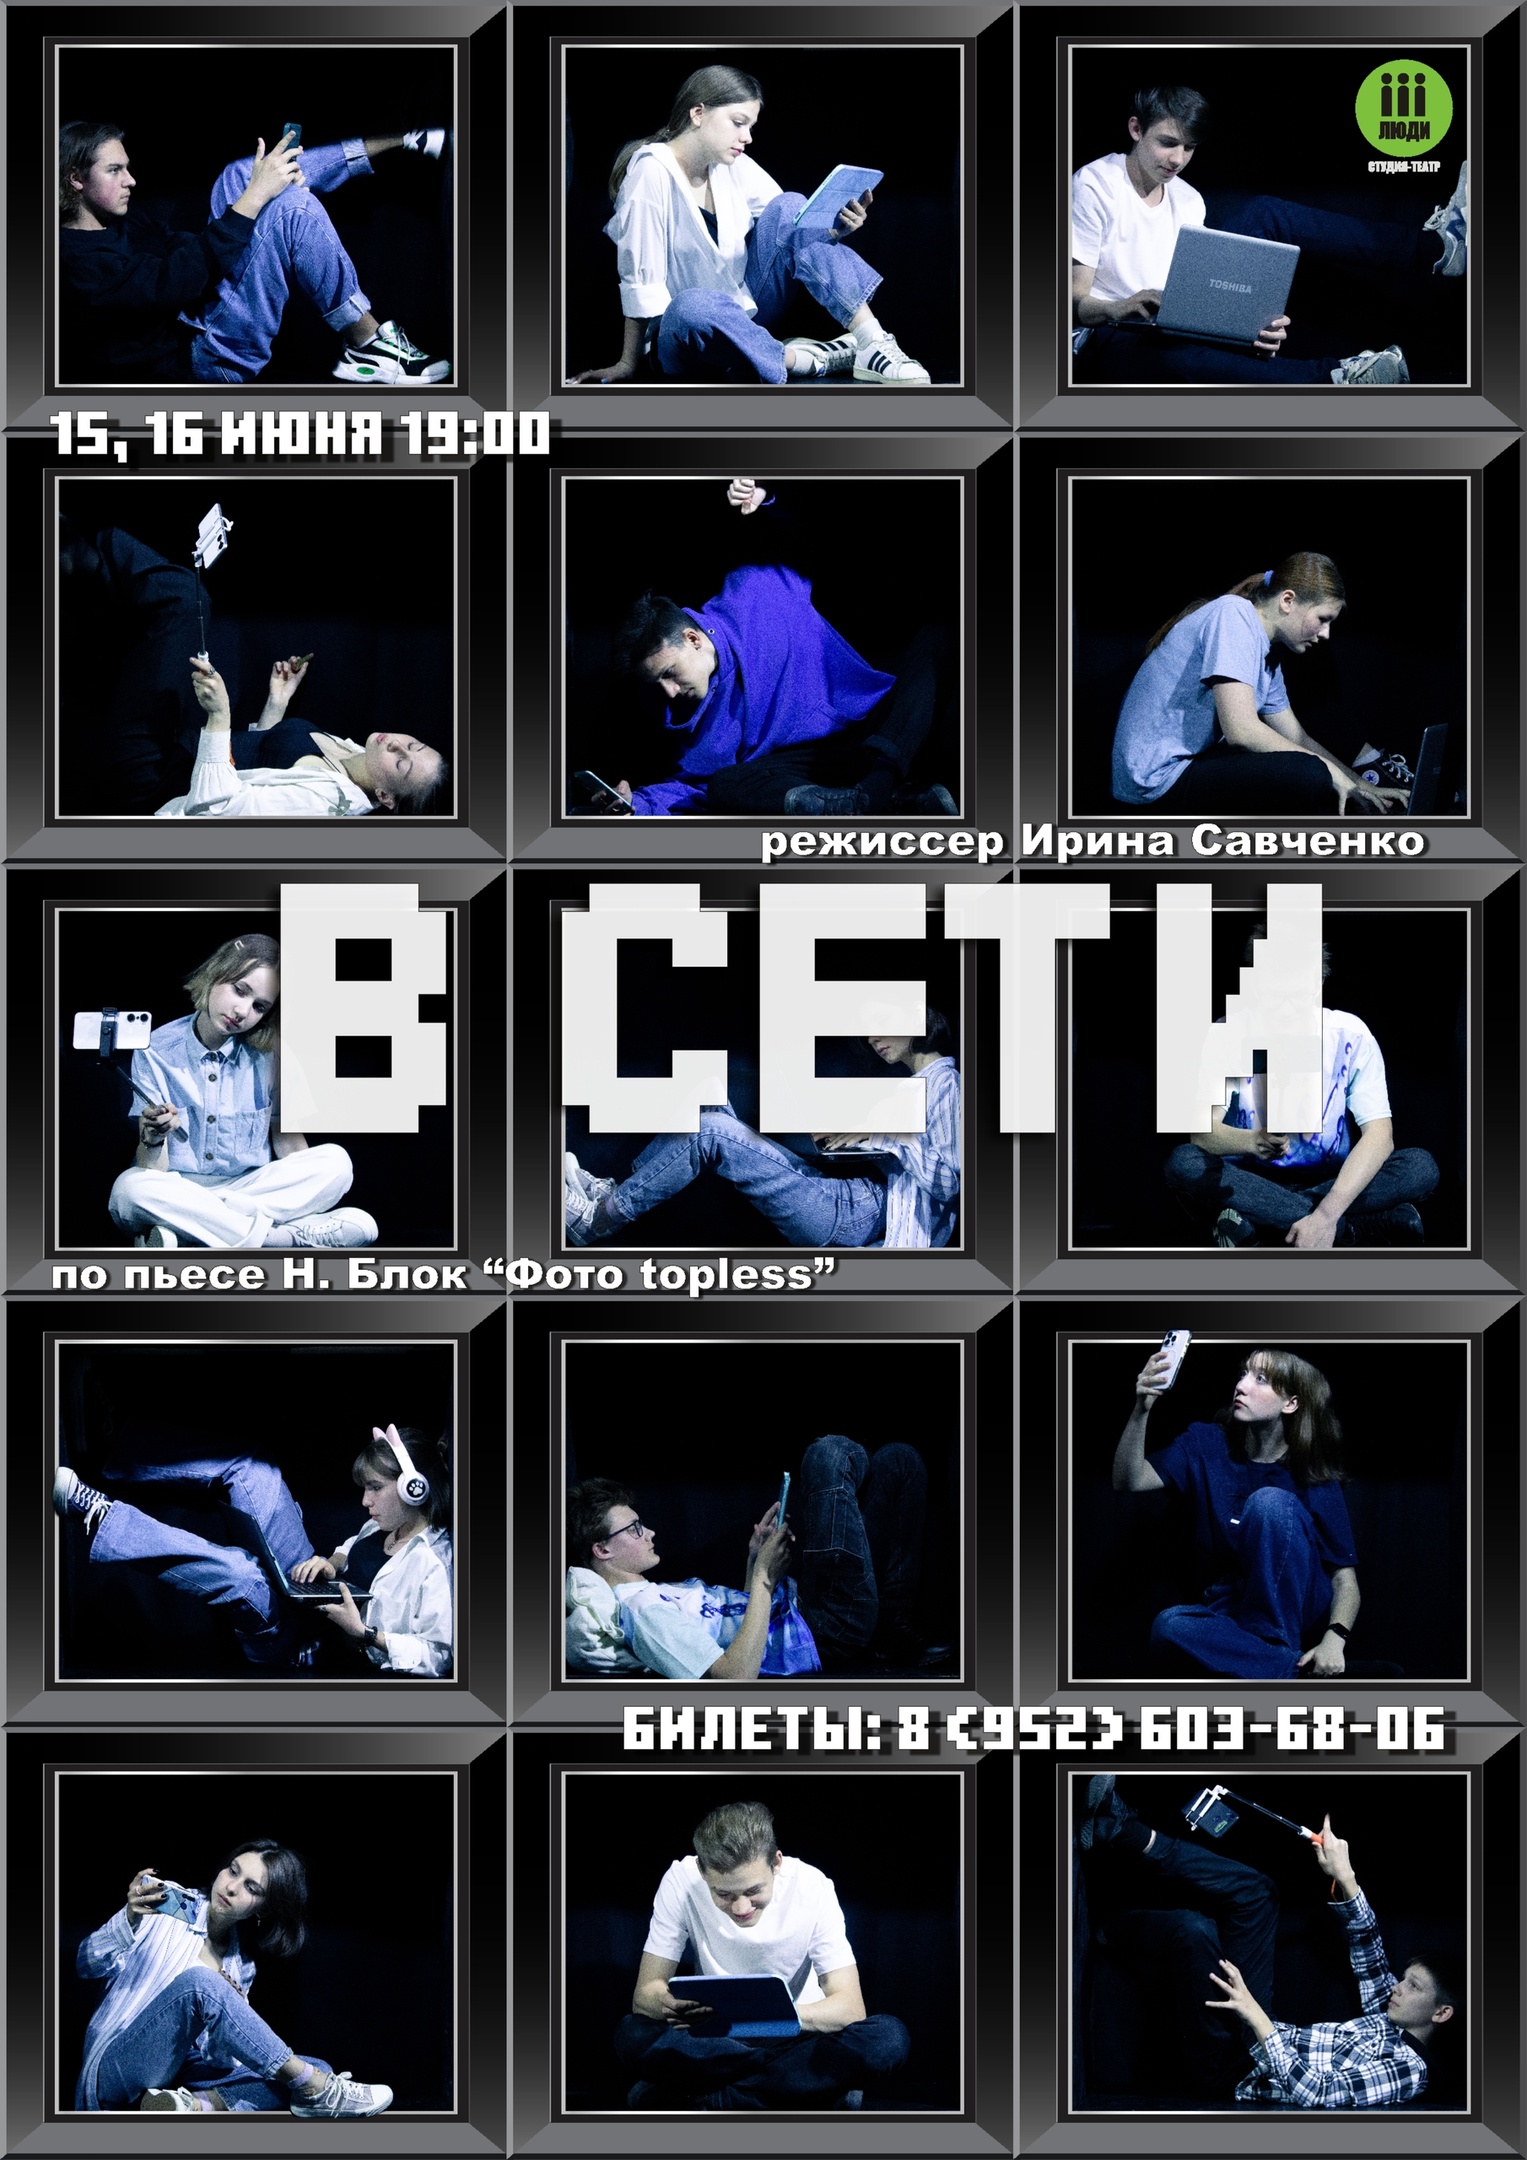 ЛЮДИ
СТУДИЯ-ТЕАТР
TOSHIBA
15, 16 ИЮНЯ 19:00
режиссер Ирина Савченко
В СЕТИ
по пьесе Н. Блок “Фото topless”
БИЛЕТЫ: 8 (952) 603-68-06